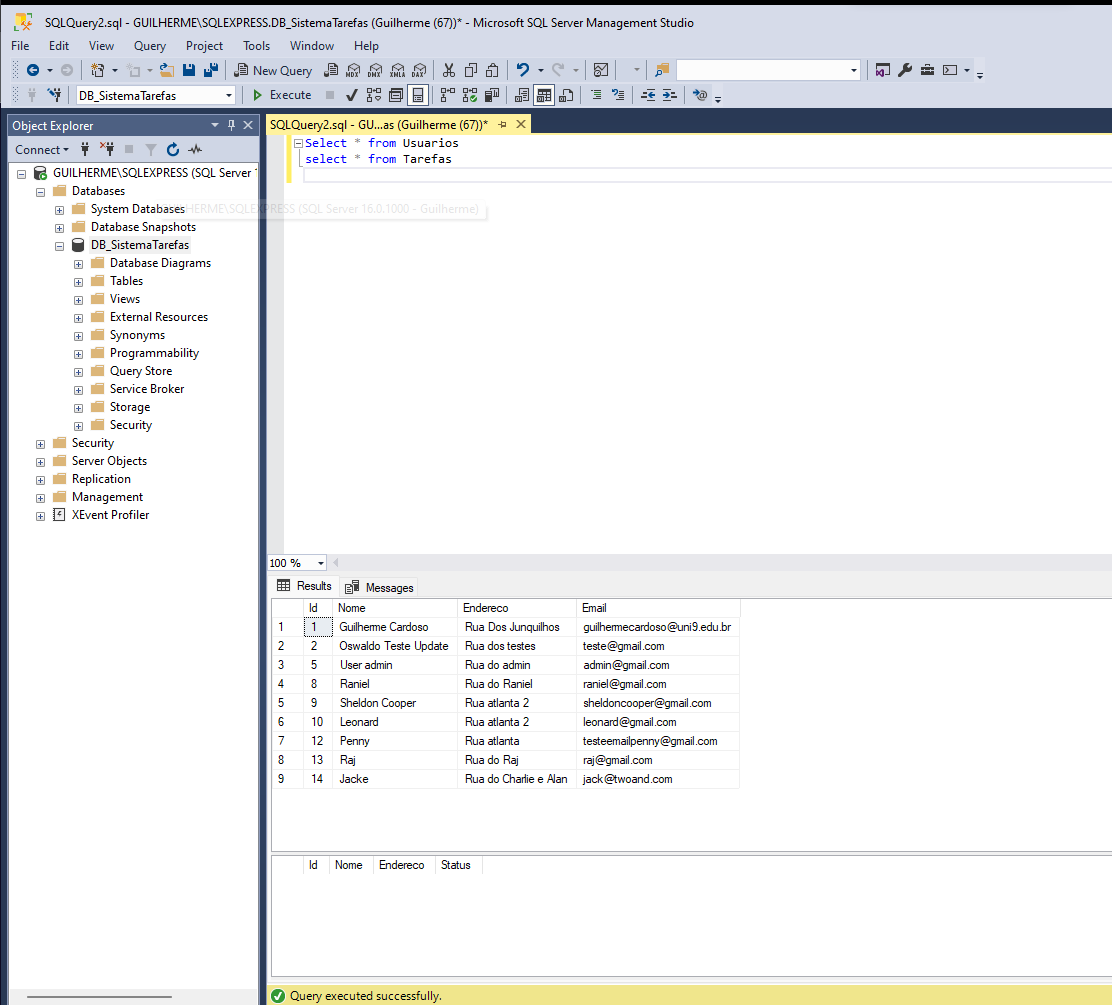 SQLQuery2.sql - GUILHERME\SQLEXPRESS.DB_SistemaTarefas (Guilherme (67))* - Microsoft SQL Server Management Studio
File Edit View Query Project Tools Window Help
New Query MDX DMX XMLA DAX
DB_SistemaTarefas Execute
Object Explorer
Connect
GUILHERME\SQLEXPRESS (SQL Server 1
Databases
System Databases
Database Snapshots
DB_SistemaTarefas
Database Diagrams
Tables
Views
External Resources
Synonyms
Programmability
Query Store
Service Broker
Storage
Security
Security
Server Objects
Replication
Management
XEvent Profiler
HERME\SQLEXPRESS (SQL Server 16.0.1000 - Guilherme)
SQLQuery2.sql - GU...as (Guilherme (67))*
Select * from Usuarios
select * from Tarefas
100 %
Results Messages
Id Nome Endereco Email
1 1 Guilherme Cardoso Rua Dos Junquilhos guilhermecardoso@uni9.edu.br
2 2 Oswaldo Teste Update Rua dos testes teste@gmail.com
3 5 User admin Rua do admin admin@gmail.com
4 8 Raniel Rua do Raniel raniel@gmail.com
5 9 Sheldon Cooper Rua atlanta 2 sheldoncooper@gmail.com
6 10 Leonard Rua atlanta 2 leonard@gmail.com
7 12 Penny Rua atlanta testeemailpenny@gmail.com
8 13 Raj Rua do Raj raj@gmail.com
9 14 Jacke Rua do Charlie e Alan jack@twoand.com
Id Nome Endereco Status
Query executed successfully.